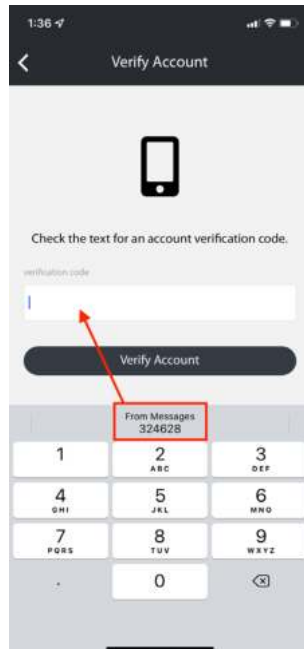 1:36
Verify Account
Check the text for an account verification code.
verification code
Verify Account
From Messages
324628
1
2
ABC
3
DEF
4
GHI
5
JKL
6
MNO
7
PQRS
8
TUV
9
WXYZ
.
0